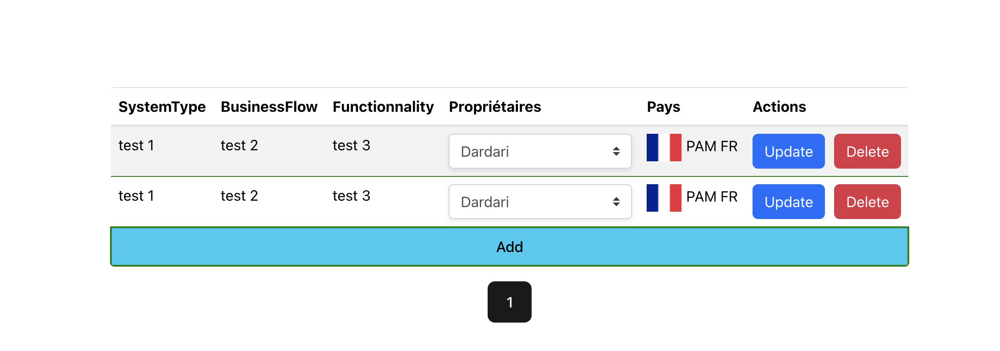 SystemType BusinessFlow Functionnality Propriétaires Pays Actions
test 1 test 2 test 3 Dardari PAM FR Update Delete
test 1 test 2 test 3 Dardari PAM FR Update Delete
Add
1